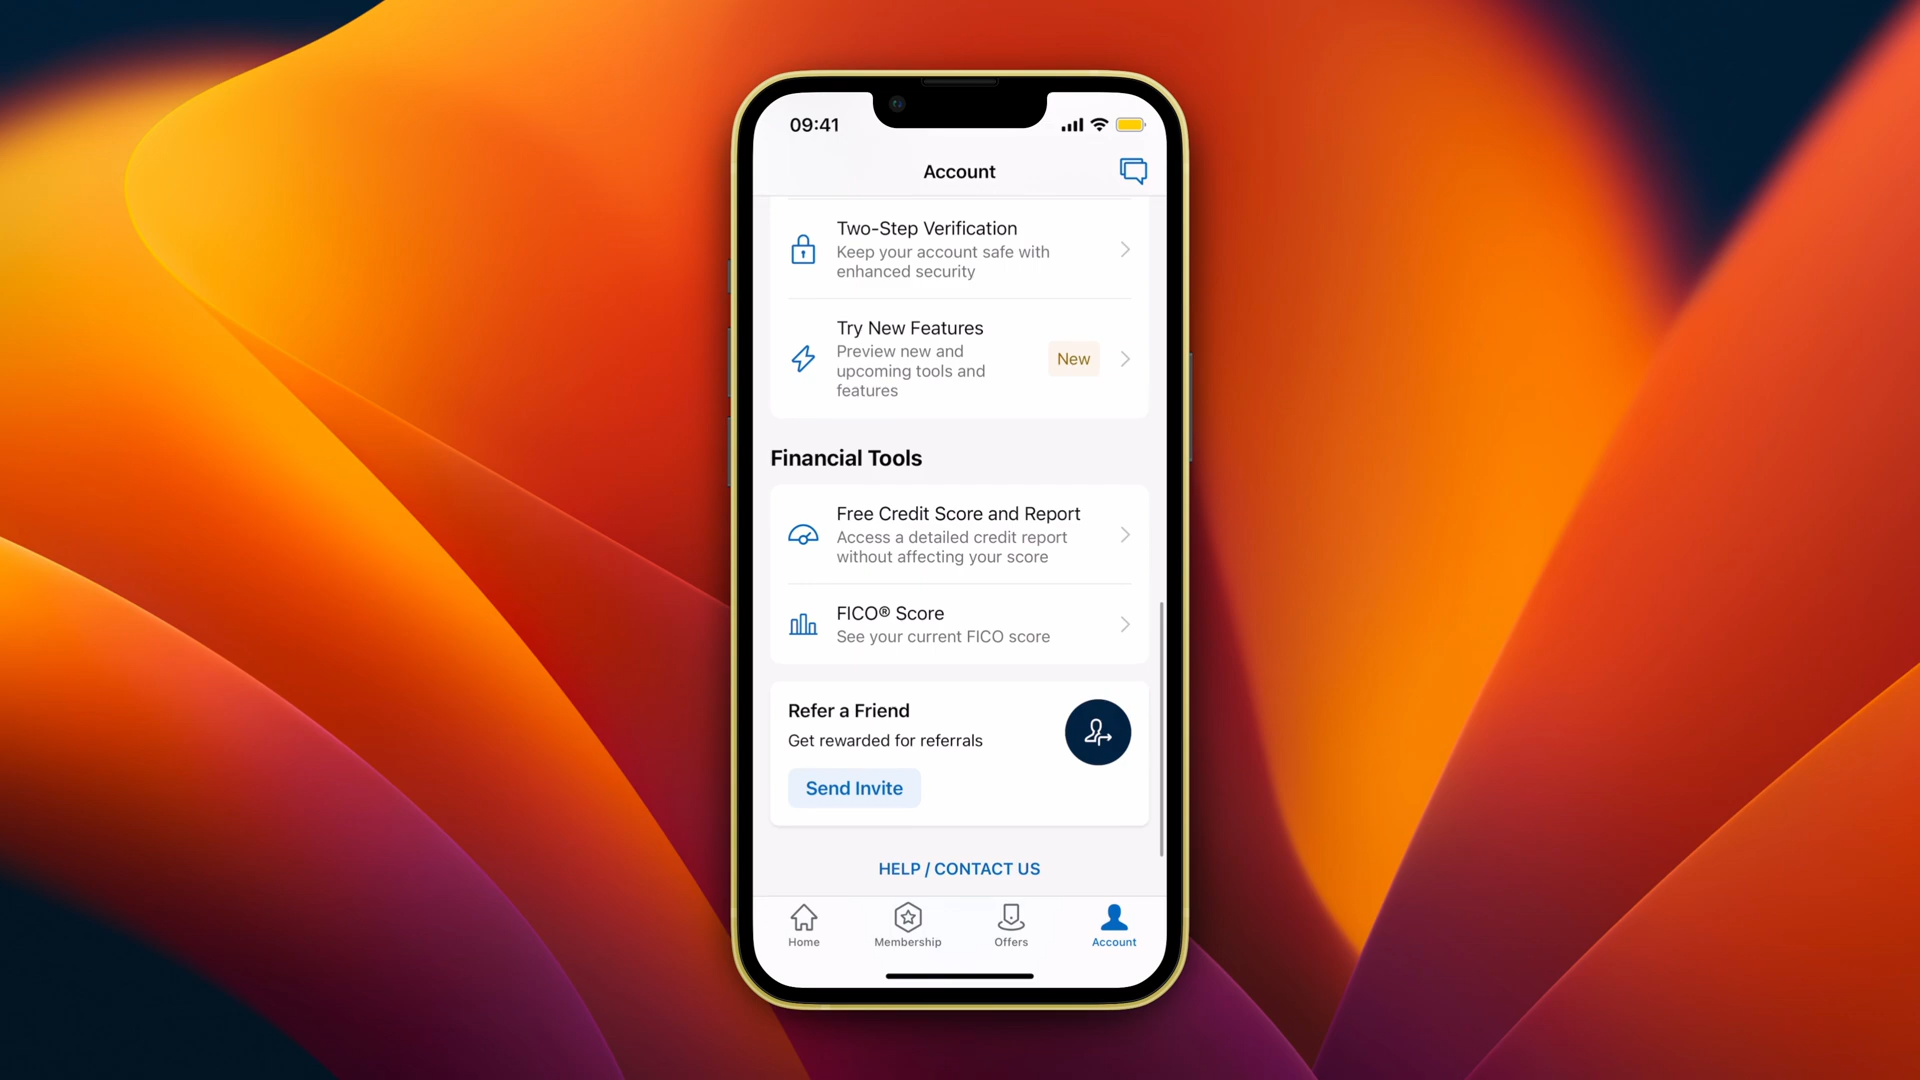 09:41
Account
Two-Step Verification
Keep your account safe with
enhanced security
Try New Features
Preview new and
upcoming tools and
features
New
Financial Tools
Free Credit Score and Report
Access a detailed credit report
without affecting your score
FICO® Score
See your current FICO score
Refer a Friend
Get rewarded for referrals
Send Invite
HELP / CONTACT US
Home Membership Offers Account